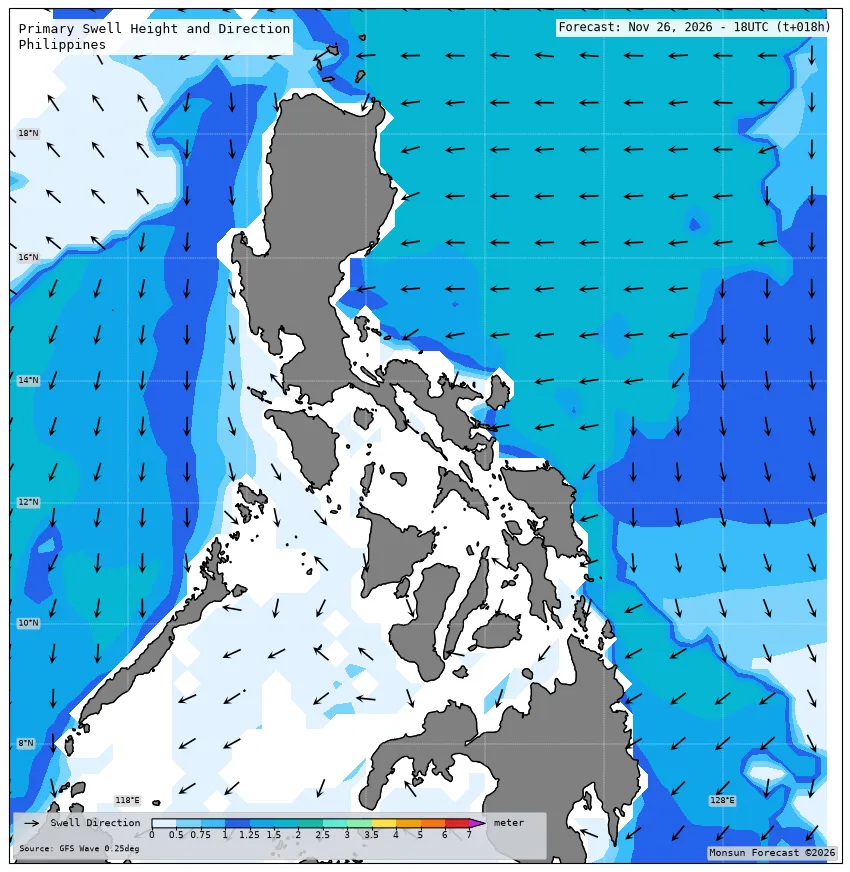 Primary Swell Height and Direction
Philippines
Forecast: Nov 26, 2026 - 18UTC (t+018h)
18°N
16°N
14°N
12°N
10°N
8°N
118°E
128°E
Swell Direction
meter
0 0.5 0.75 1 1.25 1.5 2 2.5 3 3.5 4 5 6 7
Source: GFS Wave 0.25deg
Monsun Forecast ©2026